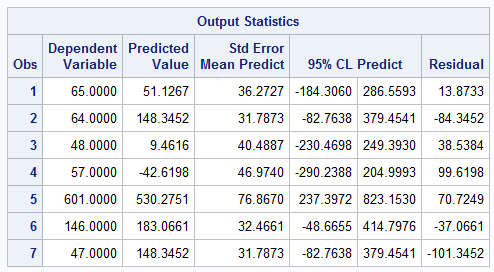 Output Statistics
Obs Dependent Variable Predicted Value Std Error Mean Predict 95% CL Predict Residual
1 65.0000 51.1267 36.2727 -184.3060 286.5593 13.8733
2 64.0000 148.3452 31.7873 -82.7638 379.4541 -84.3452
3 48.0000 9.4616 40.4887 -230.4698 249.3930 38.5384
4 57.0000 -42.6198 46.9740 -290.2388 204.9993 99.6198
5 601.0000 530.2751 76.8670 237.3972 823.1530 70.7249
6 146.0000 183.0661 32.4661 -48.6655 414.7976 -37.0661
7 47.0000 148.3452 31.7873 -82.7638 379.4541 -101.3452